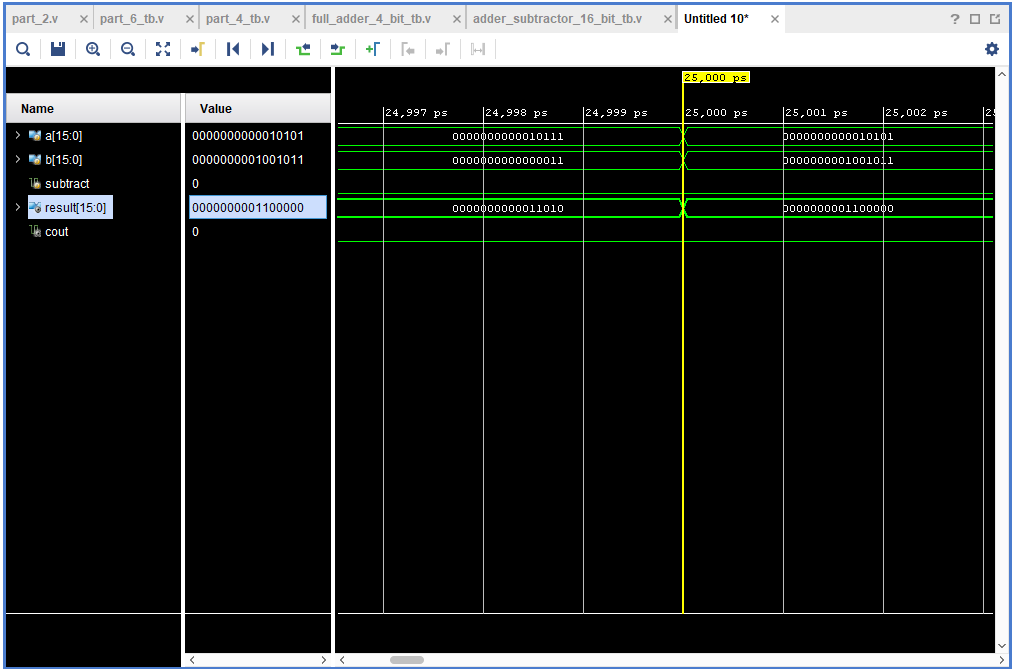 part_2.v part_6_tb.v part_4_tb.v full_adder_4_bit_tb.v adder_subtractor_16_bit_tb.v Untitled 10*
25,000 ps
Name Value
24,997 ps 24,998 ps 24,999 ps 25,000 ps 25,001 ps 25,002 ps
a[15:0] 0000000000010101 0000000000010111 0000000000010101
b[15:0] 0000000001001011 0000000000000011 0000000001001011
subtract 0
result[15:0] 0000000001100000 0000000000011010 0000000001100000
cout 0